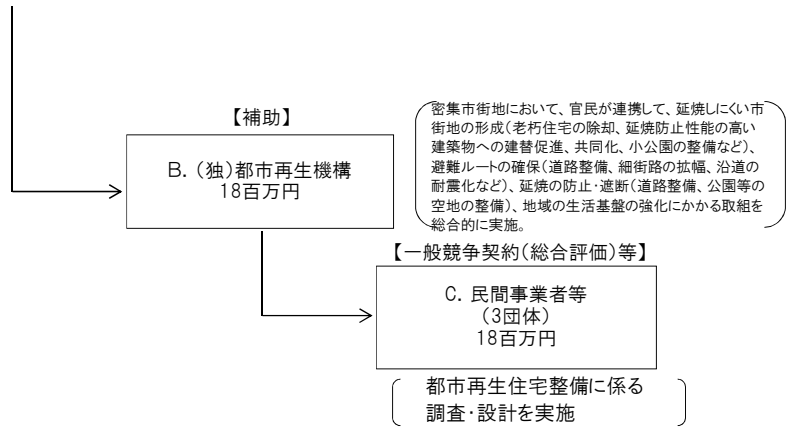 【補助】
B. (独)都市再生機構
18百万円
密集市街地において、官民が連携して、延焼しにくい市
街地の形成(老朽住宅の除却、延焼防止性能の高い
建築物への建替促進、共同化、小公園の整備など)、
避難ルートの確保(道路整備、細街路の拡幅、沿道の
耐震化など)、延焼の防止・遮断(道路整備、公園等の
空地の整備)、地域の生活基盤の強化にかかる取組を
総合的に実施。
【一般競争契約(総合評価)等】
C. 民間事業者等
(3団体)
18百万円
都市再生住宅整備に係る
調査・設計を実施